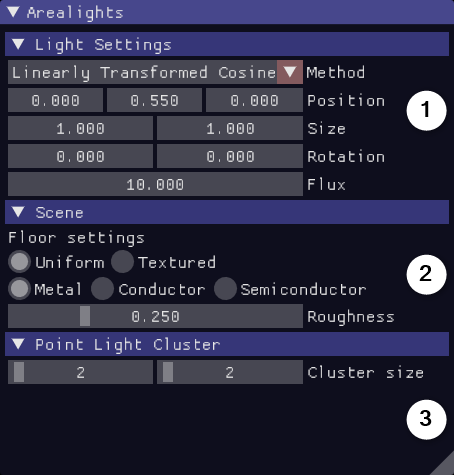 Arealights
Light Settings
Linearly Transformed Cosine Method
0.000 0.550 0.000 Position
1.000 1.000 Size
0.000 0.000 Rotation
10.000 Flux
1
Scene
Floor settings
Uniform Textured
Metal Conductor Semiconductor
0.250 Roughness
2
Point Light Cluster
2 2 Cluster size
3